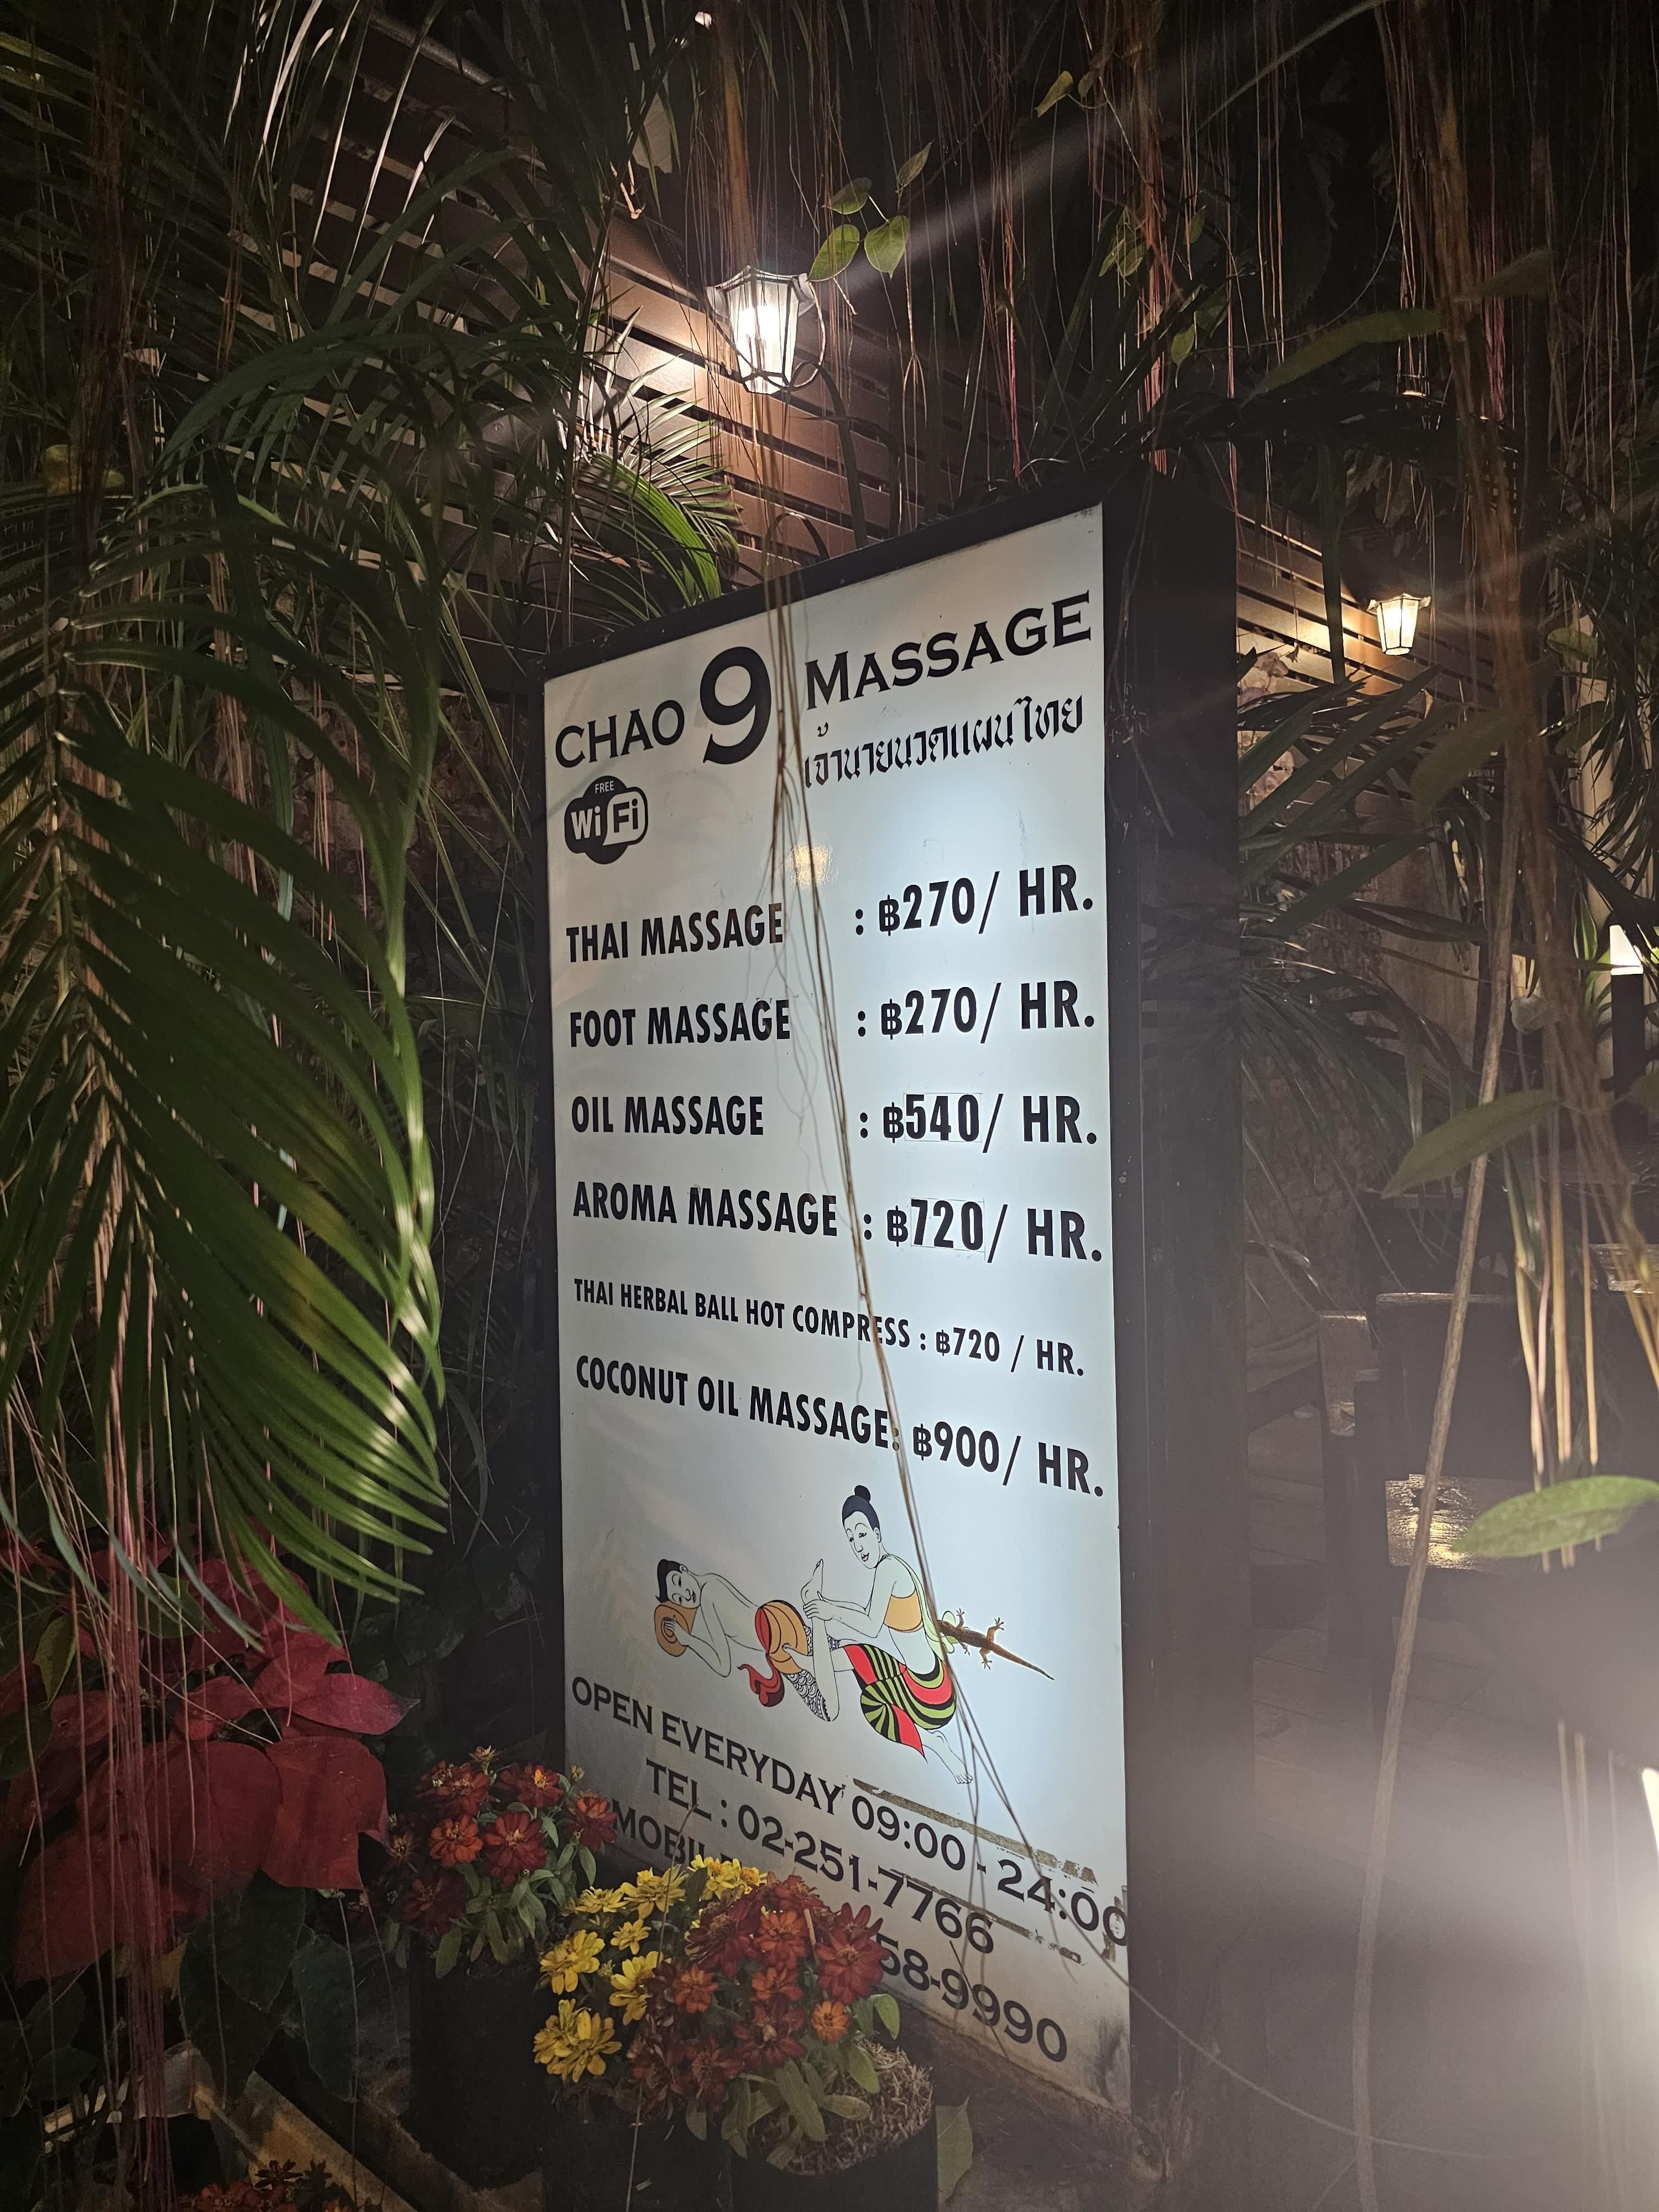 CHAO 9 MASSAGE
เจ้านายนวดแผนไทย
FREE
Wi Fi
THAI MASSAGE : ฿270/ HR.
FOOT MASSAGE : ฿270/ HR.
OIL MASSAGE : ฿540/ HR.
AROMA MASSAGE : ฿720/ HR.
THAI HERBAL BALL HOT COMPRESS : ฿720 / HR.
COCONUT OIL MASSAGE: ฿900/ HR.
OPEN EVERYDAY 09:00 - 24:00
TEL : 02-251-7766
58-9990